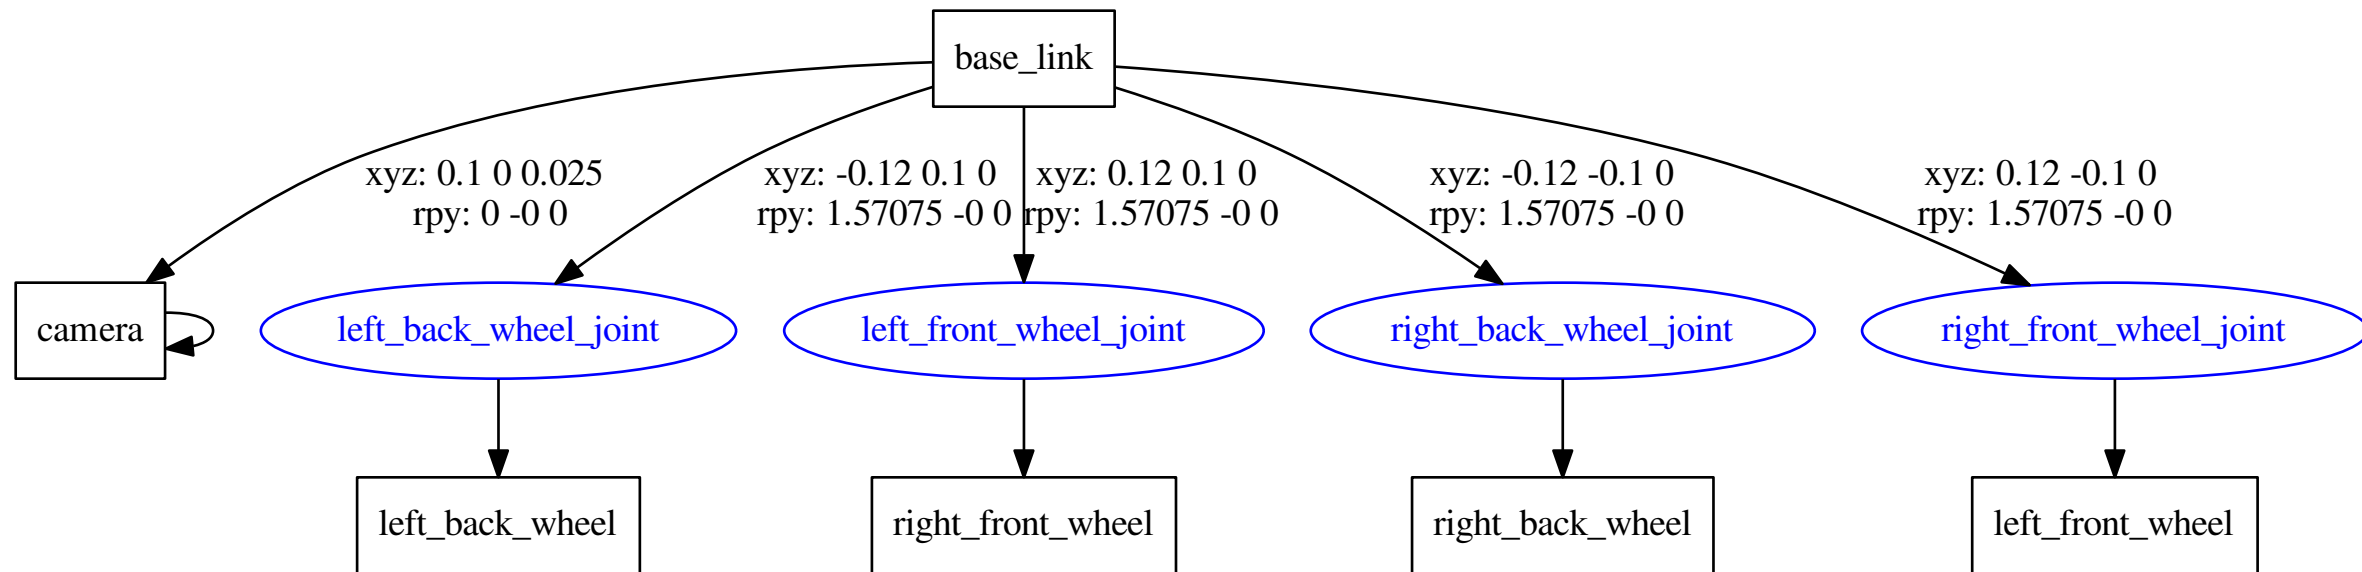 base_link
xyz: 0.1 0 0.025
rpy: 0 -0 0
xyz: -0.12 0.1 0
rpy: 1.57075 -0 0
xyz: 0.12 0.1 0
rpy: 1.57075 -0 0
xyz: -0.12 -0.1 0
rpy: 1.57075 -0 0
xyz: 0.12 -0.1 0
rpy: 1.57075 -0 0
camera
left_back_wheel_joint
left_front_wheel_joint
right_back_wheel_joint
right_front_wheel_joint
left_back_wheel
right_front_wheel
right_back_wheel
left_front_wheel